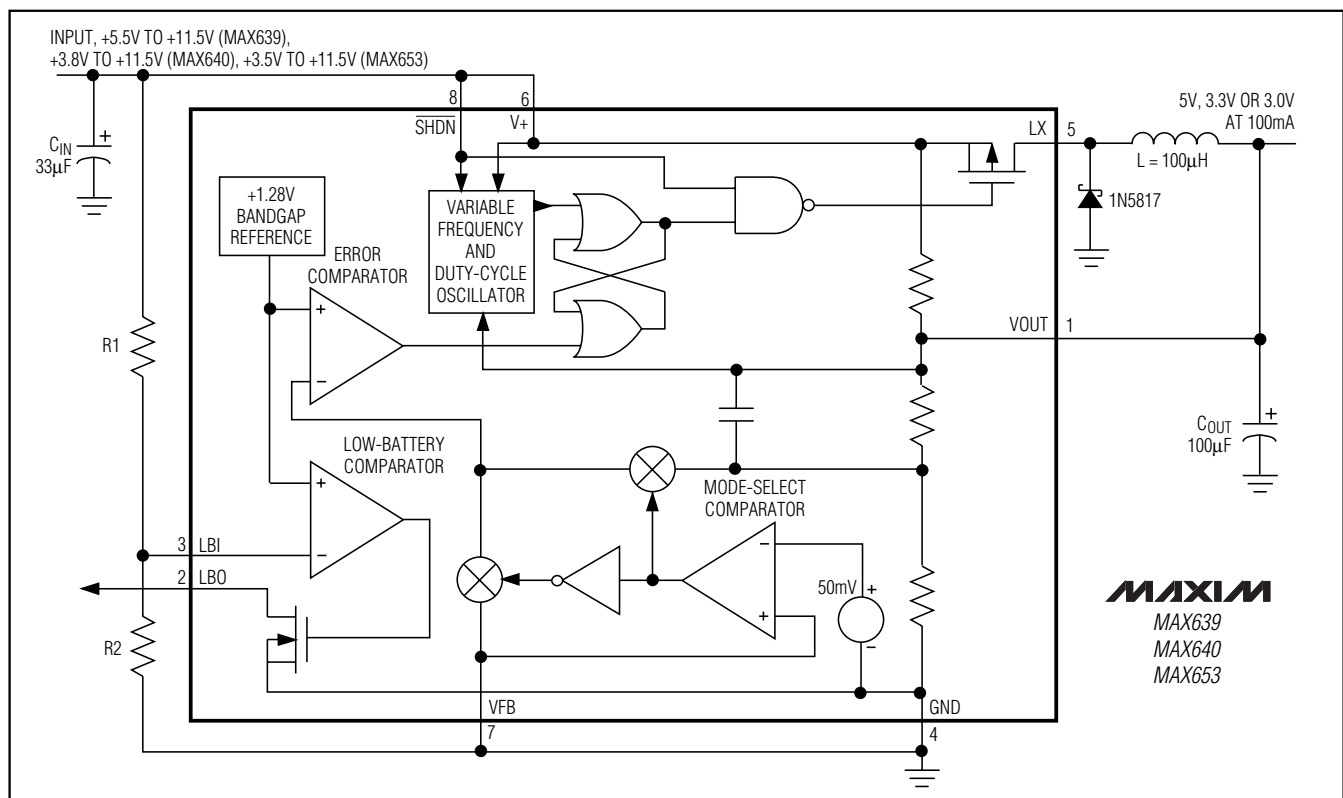 INPUT, +5.5V TO +11.5V (MAX639),
+3.8V TO +11.5V (MAX640), +3.5V TO +11.5V (MAX653)
CIN
33µF
+
8
SHDN
6
V+
LX
5
5V, 3.3V OR 3.0V
AT 100mA
L = 100µH
1N5817
+1.28V
BANDGAP
REFERENCE
VARIABLE
FREQUENCY
AND
DUTY-CYCLE
OSCILLATOR
ERROR
COMPARATOR
+
−
R1
VOUT
1
+
COUT
100µF
LOW-BATTERY
COMPARATOR
+
−
MODE-SELECT
COMPARATOR
−
+
50mV
+
−
3
LBI
2
LBO
R2
VFB
7
GND
4
MAXIM
MAX639
MAX640
MAX653